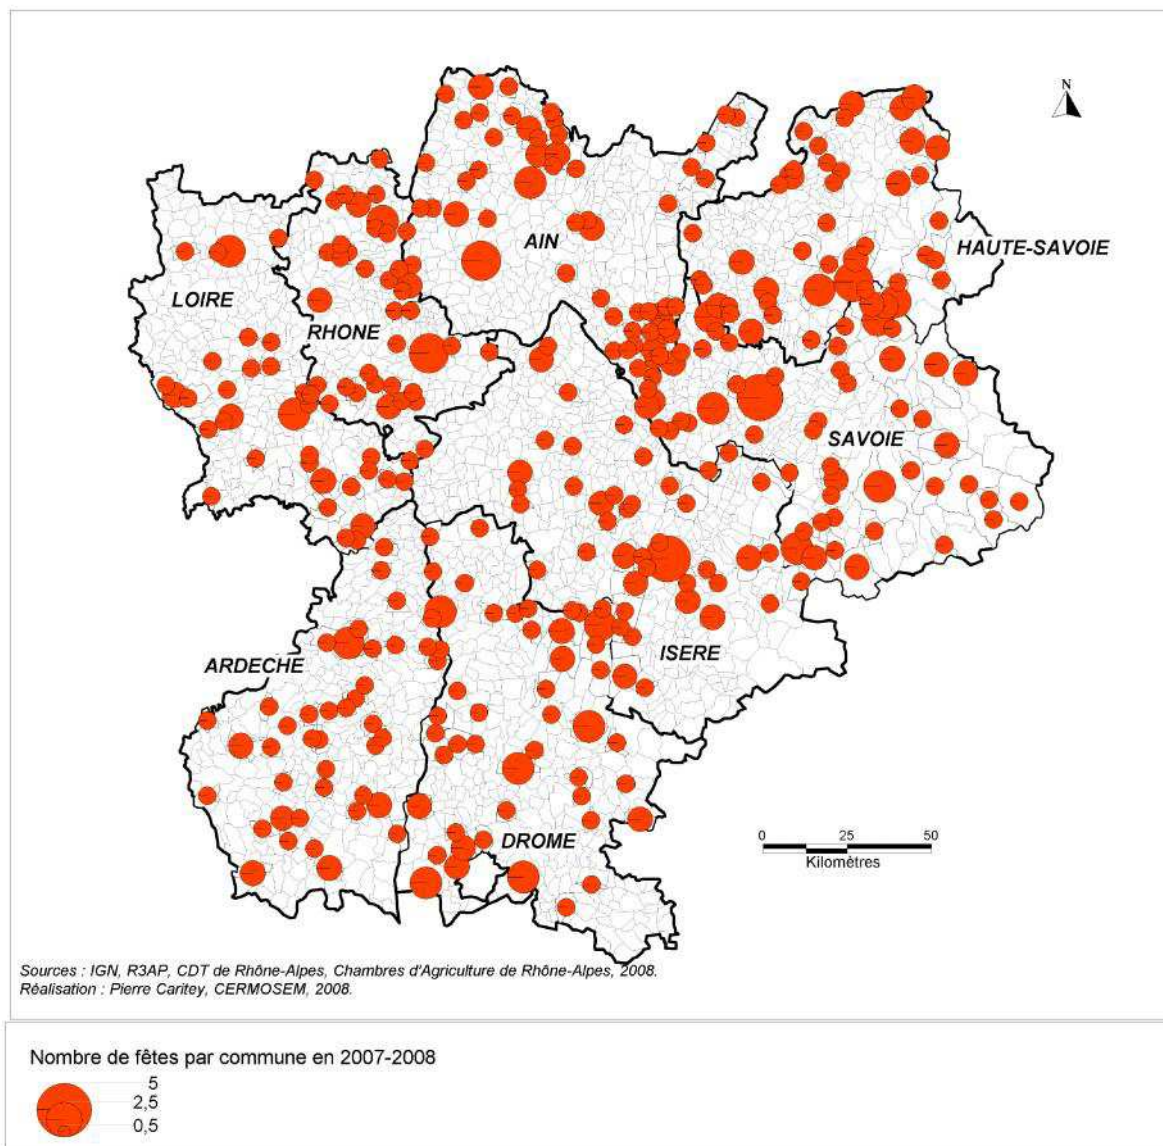 N
AIN
HAUTE-SAVOIE
LOIRE
RHONE
SAVOIE
ISERE
ARDECHE
DROME
0 25 50
Kilomètres
Sources : IGN, R3AP, CDT de Rhône-Alpes, Chambres d'Agriculture de Rhône-Alpes, 2008.
Réalisation : Pierre Caritey, CERMOSEM, 2008.
Nombre de fêtes par commune en 2007-2008
5
2,5
0,5